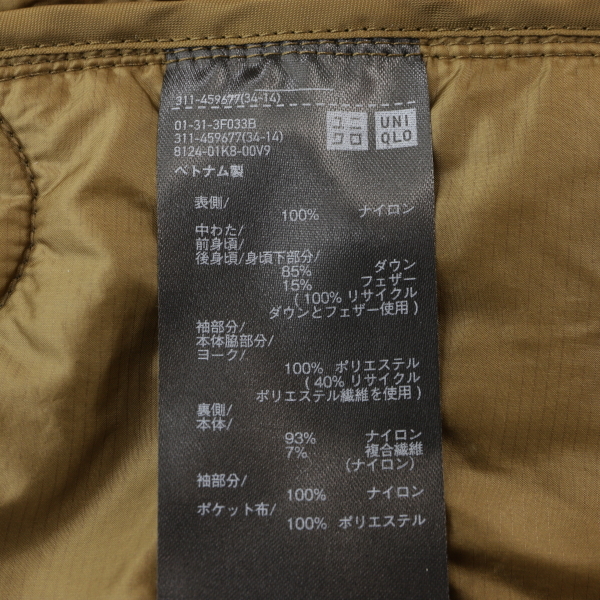 311-459677(34-14)
01-31-3F033B
311-459677(34-14)
8124-01K8-00V9
ユニクロ
UNI
QLO
ベトナム製
表側/
100% ナイロン
中わた/
前身頃/
後身頃/身頃下部分/
85% ダウン
15% フェザー
(100% リサイクル
ダウンとフェザー使用)
袖部分/
本体脇部分/
ヨーク/
100% ポリエステル
(40% リサイクル
ポリエステル繊維を使用)
裏側/
本体/
93% ナイロン
7% 複合繊維
(ナイロン)
袖部分/
100% ナイロン
ポケット布/
100% ポリエステル